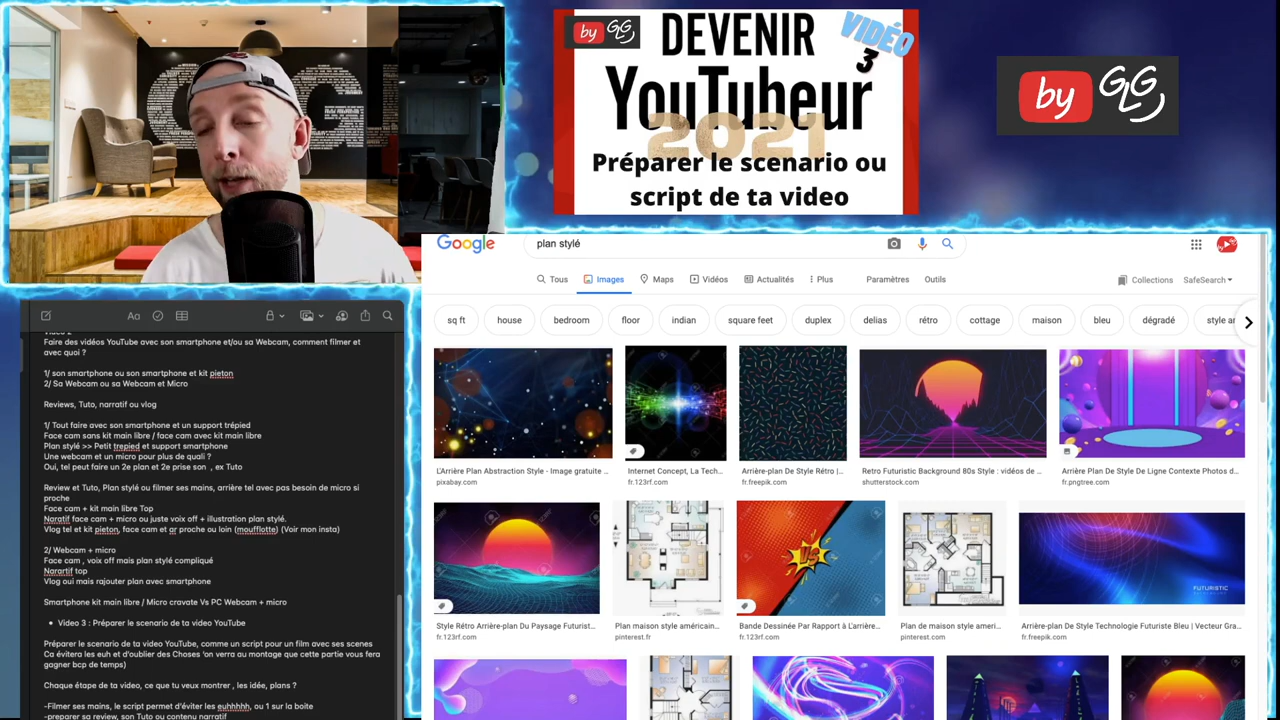 by GLG
DEVENIR
VIDÉO
3
YouTubeur
2021
Préparer le scenario ou
script de ta video
by GLG
Google
plan stylé
Tous
Images
Maps
Vidéos
Actualités
Plus
Paramètres
Outils
Collections
SafeSearch
sq ft
house
bedroom
floor
indian
square feet
duplex
delias
rétro
cottage
maison
bleu
dégradé
style ar
L'Arrière Plan Abstraction Style - Image gratuite ...
pixabay.com
Internet Concept, La Tech...
fr.123rf.com
Arrière-plan De Style Rétro |...
fr.freepik.com
Retro Futuristic Background 80s Style : vidéos de ...
shutterstock.com
Arrière Plan De Style De Ligne Contexte Photos d...
fr.pngtree.com
VS
FUTURISTIC
Style Rétro Arrière-plan Du Paysage Futurist...
fr.123rf.com
Plan maison style américain...
pinterest.fr
Bande Dessinée Par Rapport à L'arrière...
fr.123rf.com
Plan de maison style ameri...
pinterest.com
Arrière-plan De Style Technologie Futuriste Bleu | Vecteur Gra...
fr.freepik.com
Aa
Vidéo 2
Faire des vidéos YouTube avec son smartphone et/ou sa Webcam, comment filmer et
avec quoi ?
1/ son smartphone ou son smartphone et kit pieton
2/ Sa Webcam ou sa Webcam et Micro
Reviews, Tuto, narratif ou vlog
1/ Tout faire avec son smartphone et un support trépied
Face cam sans kit main libre / face cam avec kit main libre
Plan stylé >> Petit trepied et support smartphone
Une webcam et un micro pour plus de quali ?
Oui, tel peut faire un 2e plan et 2e prise son , ex Tuto
Review et Tuto, Plan stylé ou filmer ses mains, arrière tel avec pas besoin de micro si
proche
Face cam + kit main libre Top
Naratif face cam + micro ou juste voix off + illustration plan stylé.
Vlog tel et kit pieton, face cam et gr proche ou loin (moufflotte) (Voir mon insta)
2/ Webcam + micro
Face cam , voix off mais plan stylé compliqué
Narartif top
Vlog oui mais rajouter plan avec smartphone
Smartphone kit main libre / Micro cravate Vs PC Webcam + micro
• Video 3 : Préparer le scenario de ta video YouTube
Préparer le scenario de ta video YouTube, comme un script pour un film avec ses scenes
Ca évitera les euh et d'oublier des Choses 'on verra au montage que cette partie vous fera
gagner bcp de temps)
Chaque étape de ta video, ce que tu veux montrer , les idée, plans ?
-Filmer ses mains, le script permet d'éviter les euhhhhh, ou 1 sur la boite
-preparer sa review, son Tuto ou contenu narratif